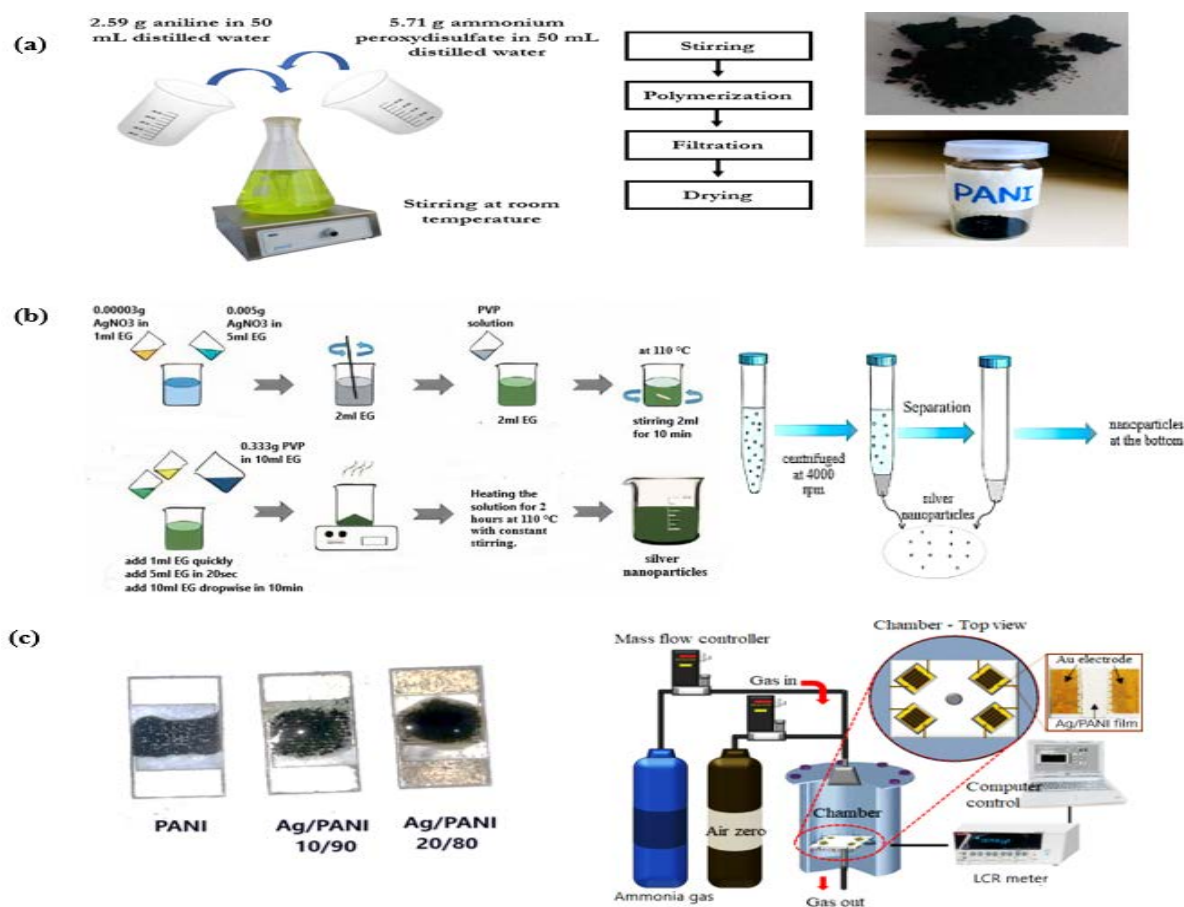 (a)
2.59 g aniline in 50
mL distilled water
5.71 g ammonium
peroxydisulfate in 50 mL
distilled water
Stirring at room
temperature
Stirring
Polymerization
Filtration
Drying
PANI
(b)
0.00003g
AgNO3 in
1ml EG
0.005g
AgNO3 in
5ml EG
2ml EG
PVP
solution
2ml EG
at 110 °C
stirring 2ml
for 10 min
0.333g PVP
in 10ml EG
add 1ml EG quickly
add 5ml EG in 20sec
add 10ml EG dropwise in 10min
Heating the
solution for 2
hours at 110 °C
with constant
stirring.
silver
nanoparticles
centrifuged
at 4000
rpm
Separation
nanoparticles
at the bottom
silver
nanoparticles
(c)
PANI
Ag/PANI
10/90
Ag/PANI
20/80
Mass flow controller
Gas in
Chamber - Top view
Au electrode
Ag/PANI film
Computer
control
Chamber
Air zero
LCR meter
Ammonia gas
Gas out